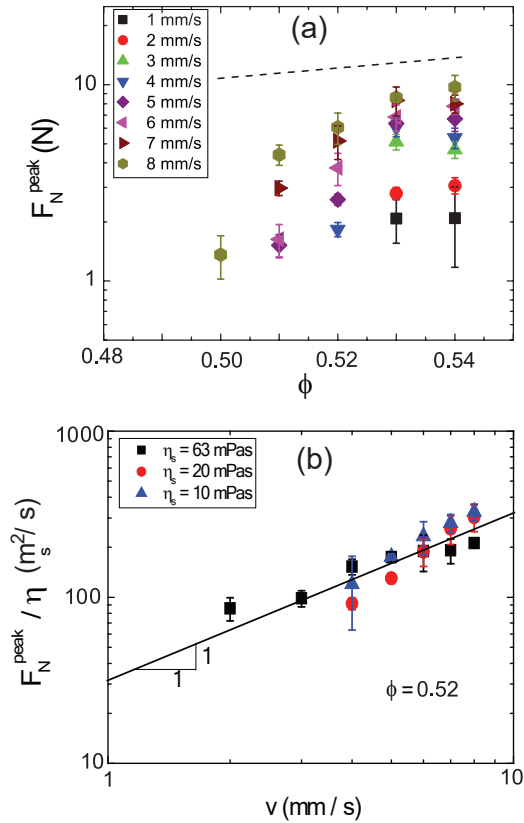 (a)
1 mm/s
2 mm/s
3 mm/s
4 mm/s
5 mm/s
6 mm/s
7 mm/s
8 mm/s
10
1
F_N^peak (N)
0.48 0.50 0.52 0.54
ϕ
(b)
η_s = 63 mPas
η_s = 20 mPas
η_s = 10 mPas
1000
100
10
F_N^peak / η_s (m²/ s)
1
1
ϕ = 0.52
1 10
v (mm / s)